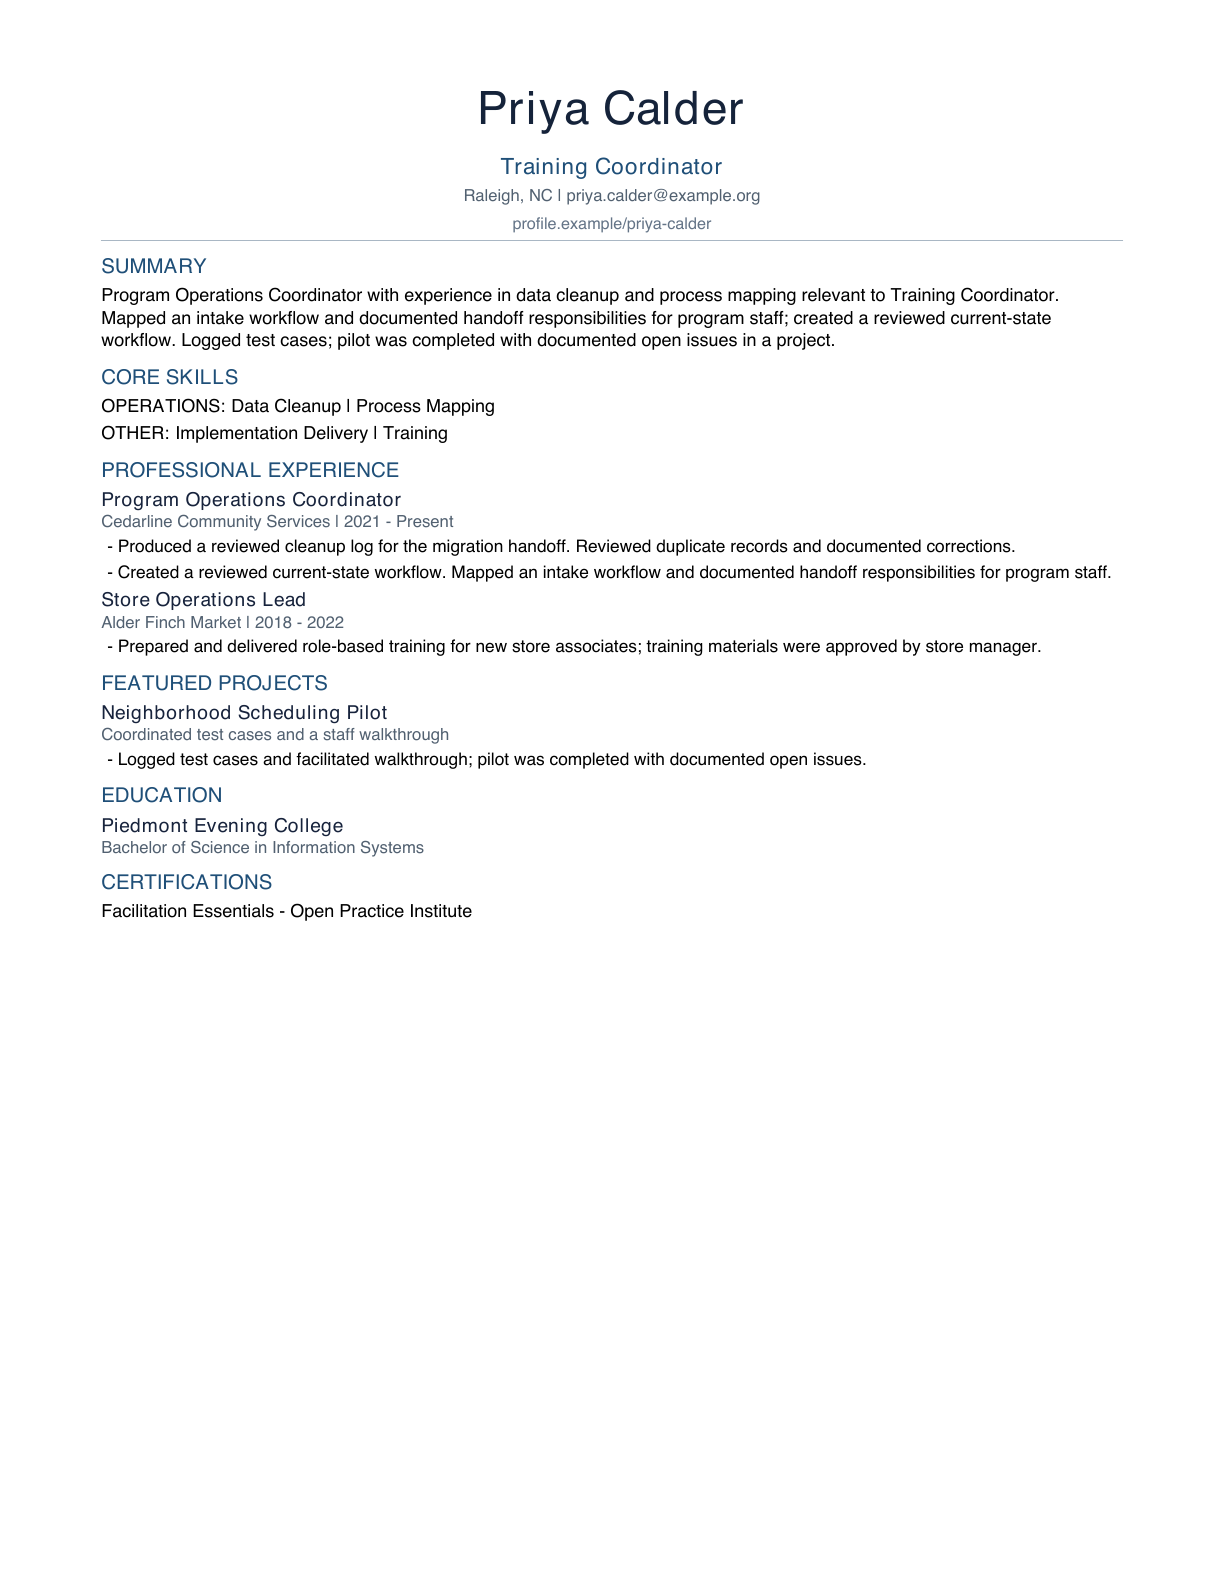 Priya Calder
Training Coordinator
Raleigh, NC | priya.calder@example.org
profile.example/priya-calder
SUMMARY
Program Operations Coordinator with experience in data cleanup and process mapping relevant to Training Coordinator.
Mapped an intake workflow and documented handoff responsibilities for program staff; created a reviewed current-state
workflow. Logged test cases; pilot was completed with documented open issues in a project.
CORE SKILLS
OPERATIONS: Data Cleanup | Process Mapping
OTHER: Implementation Delivery | Training
PROFESSIONAL EXPERIENCE
Program Operations Coordinator
Cedarline Community Services | 2021 - Present
- Produced a reviewed cleanup log for the migration handoff. Reviewed duplicate records and documented corrections.
- Created a reviewed current-state workflow. Mapped an intake workflow and documented handoff responsibilities for program staff.
Store Operations Lead
Alder Finch Market | 2018 - 2022
- Prepared and delivered role-based training for new store associates; training materials were approved by store manager.
FEATURED PROJECTS
Neighborhood Scheduling Pilot
Coordinated test cases and a staff walkthrough
- Logged test cases and facilitated walkthrough; pilot was completed with documented open issues.
EDUCATION
Piedmont Evening College
Bachelor of Science in Information Systems
CERTIFICATIONS
Facilitation Essentials - Open Practice Institute